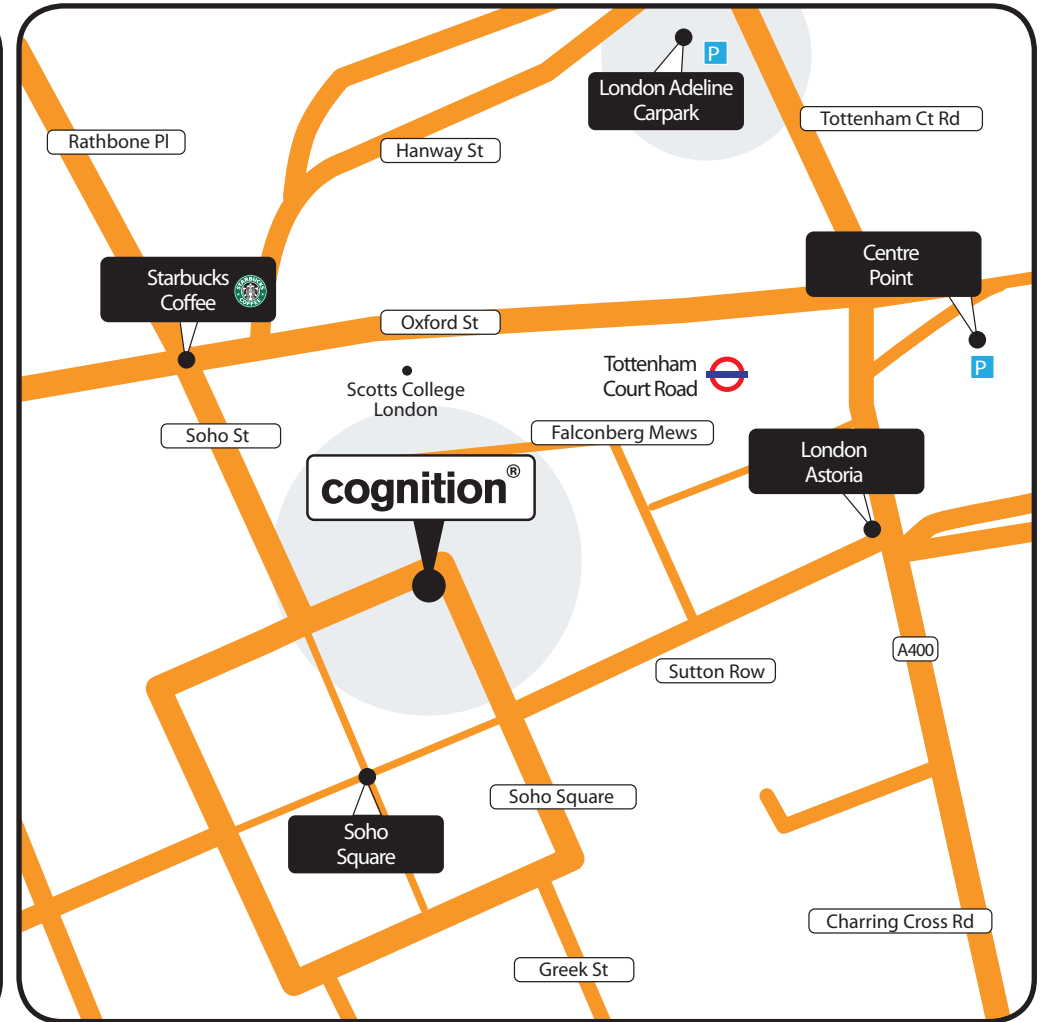 P
London Adeline
Carpark
Tottenham Ct Rd
Rathbone Pl
Hanway St
Centre
Point
Starbucks
Coffee
STARBUCKS
COFFEE
Oxford St
P
Tottenham
Court Road
Scotts College
London
Soho St
Falconberg Mews
London
Astoria
cognition®
A400
Sutton Row
Soho Square
Soho
Square
Charring Cross Rd
Greek St